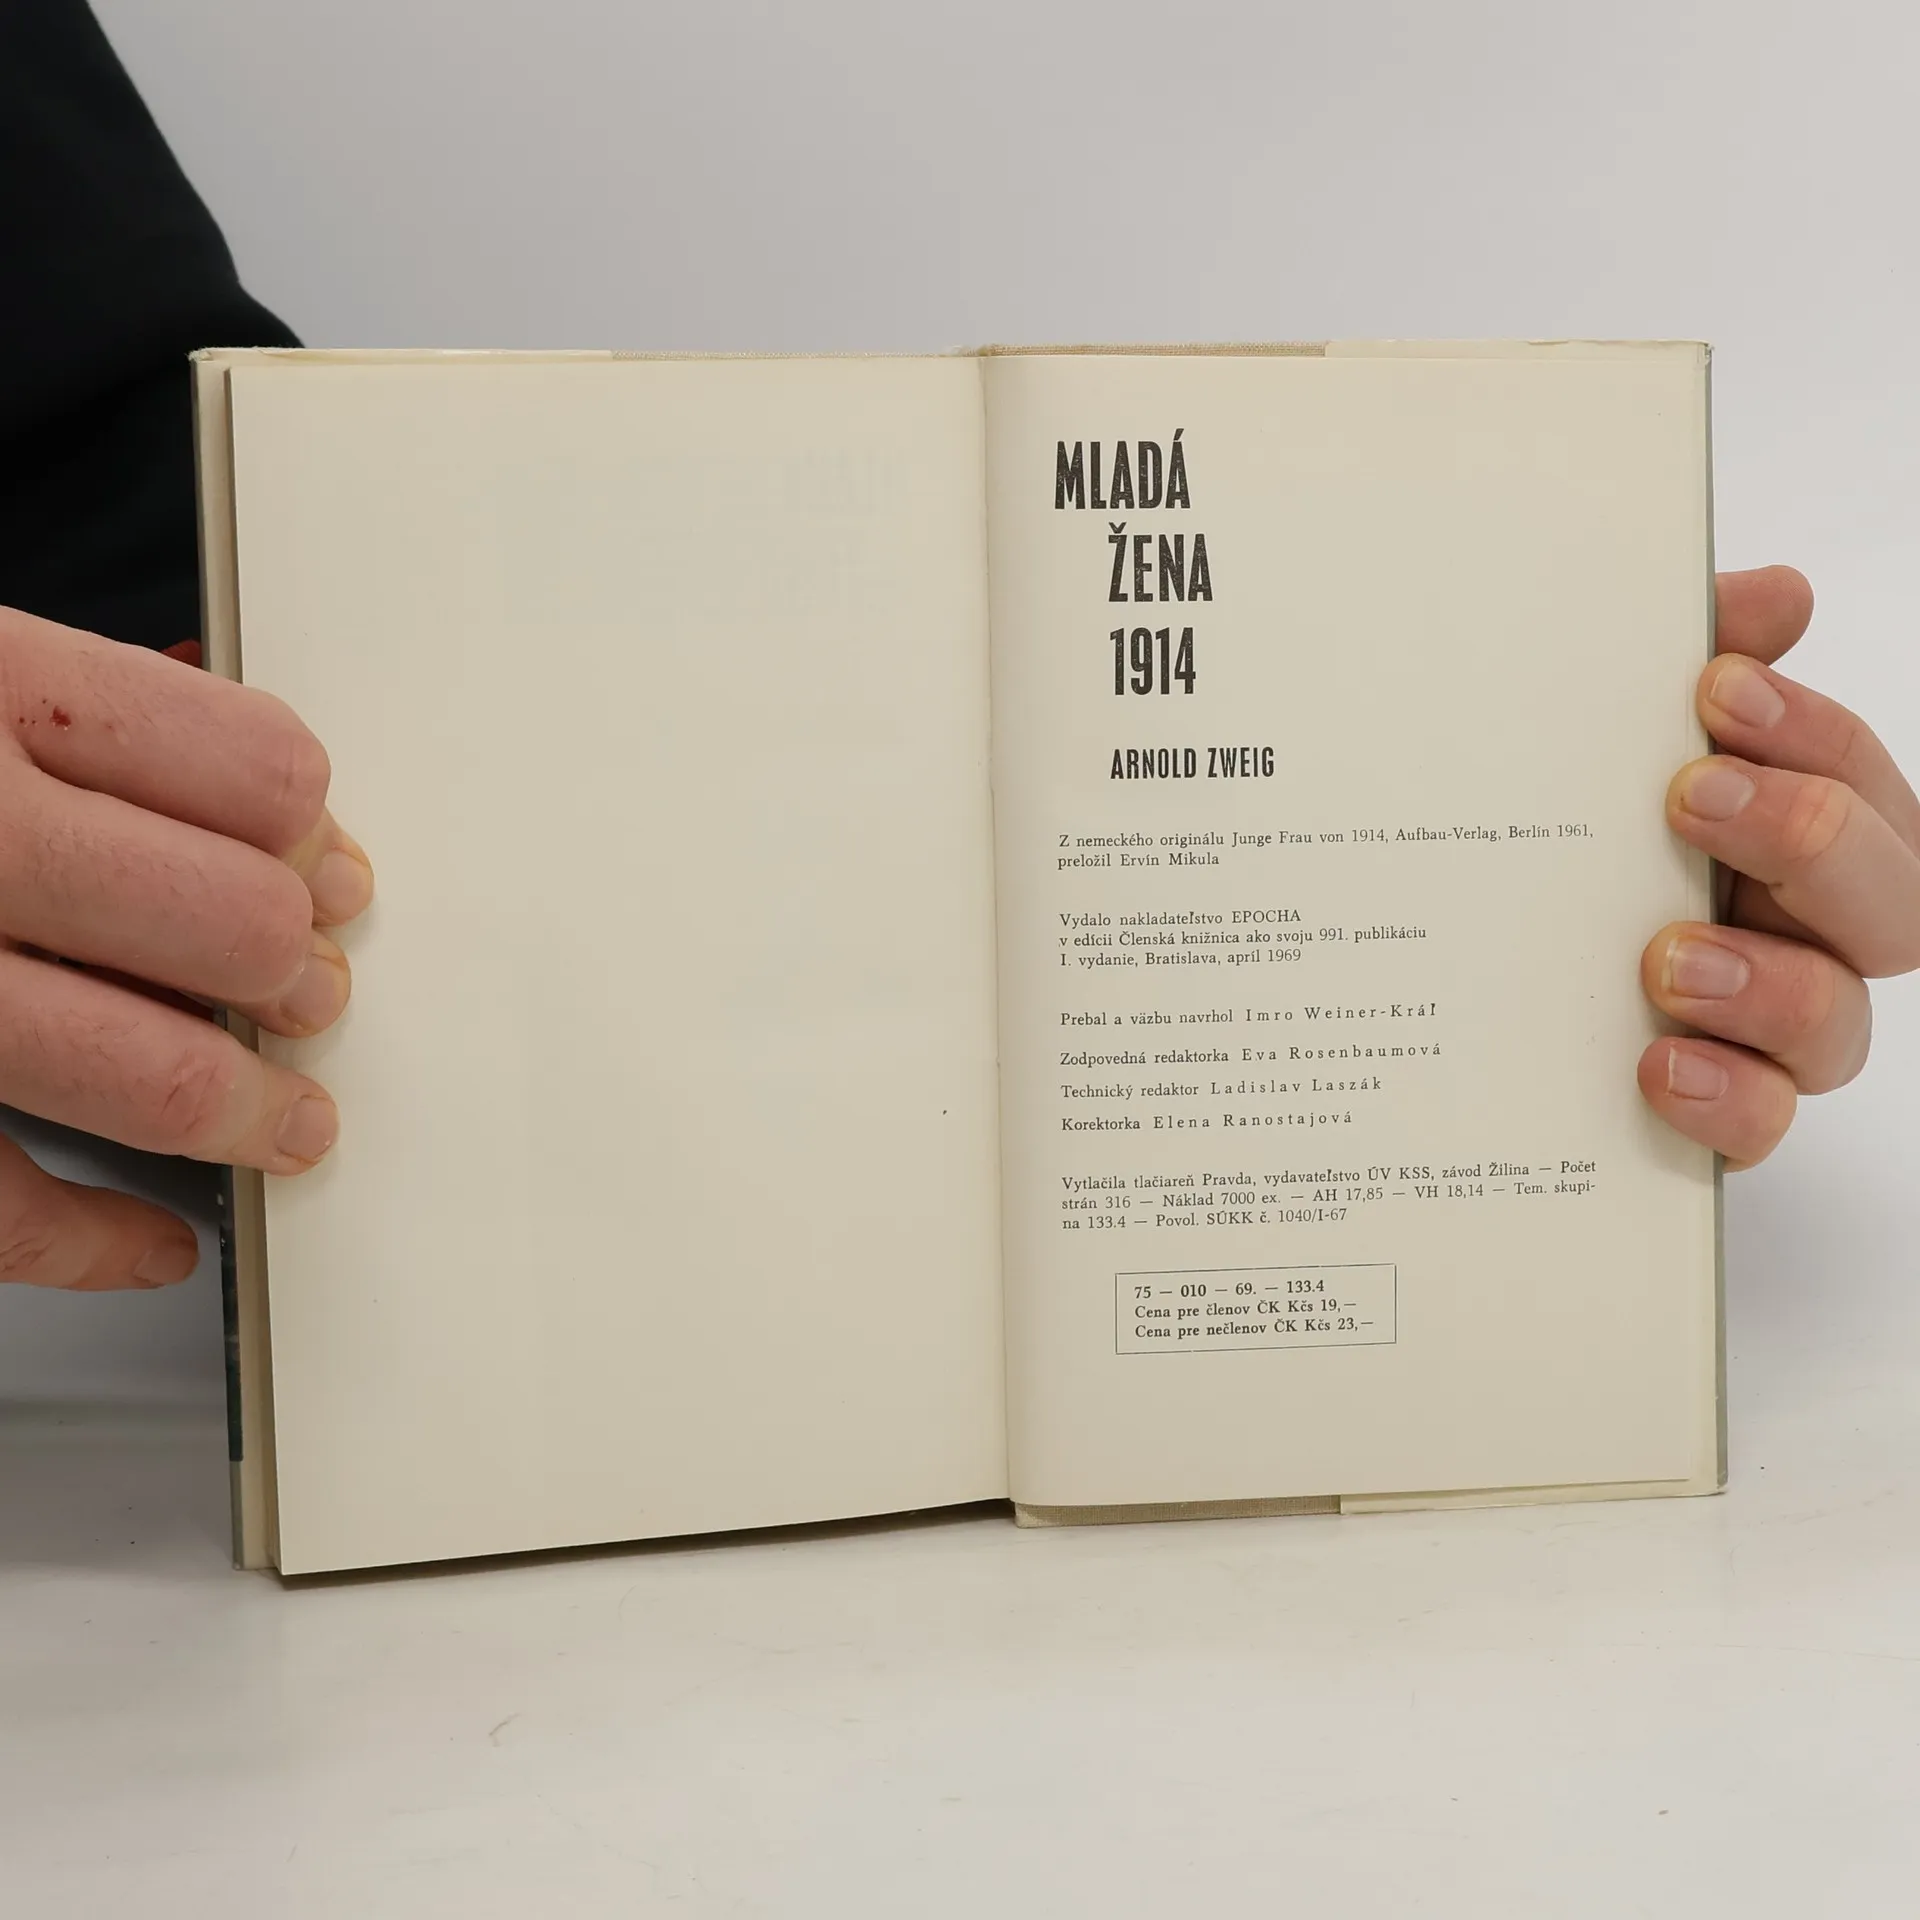 MLADÁ
ŽENA
1914
ARNOLD ZWEIG
Z nemeckého originálu Junge Frau von 1914, Aufbau-Verlag, Berlín 1961,
preložil Ervín Mikula
Vydalo nakladateľstvo EPOCHA
v edícii Členská knižnica ako svoju 991. publikáciu
I. vydanie, Bratislava, apríl 1969
Prebal a väzbu navrhol Imro Weiner-Kráľ
Zodpovedná redaktorka Eva Rosenbaumová
Technický redaktor Ladislav Laszák
Korektorka Elena Ranostajová
Vytlačila tlačiareň Pravda, vydavateľstvo ÚV KSS, závod Žilina — Počet
strán 316 — Náklad 7000 ex. — AH 17,85 — VH 18,14 — Tem. skupi-
na 133.4 — Povol. SÚKK č. 1040/I-67
75 — 010 — 69. — 133.4
Cena pre členov ČK Kčs 19,—
Cena pre nečlenov ČK Kčs 23,—